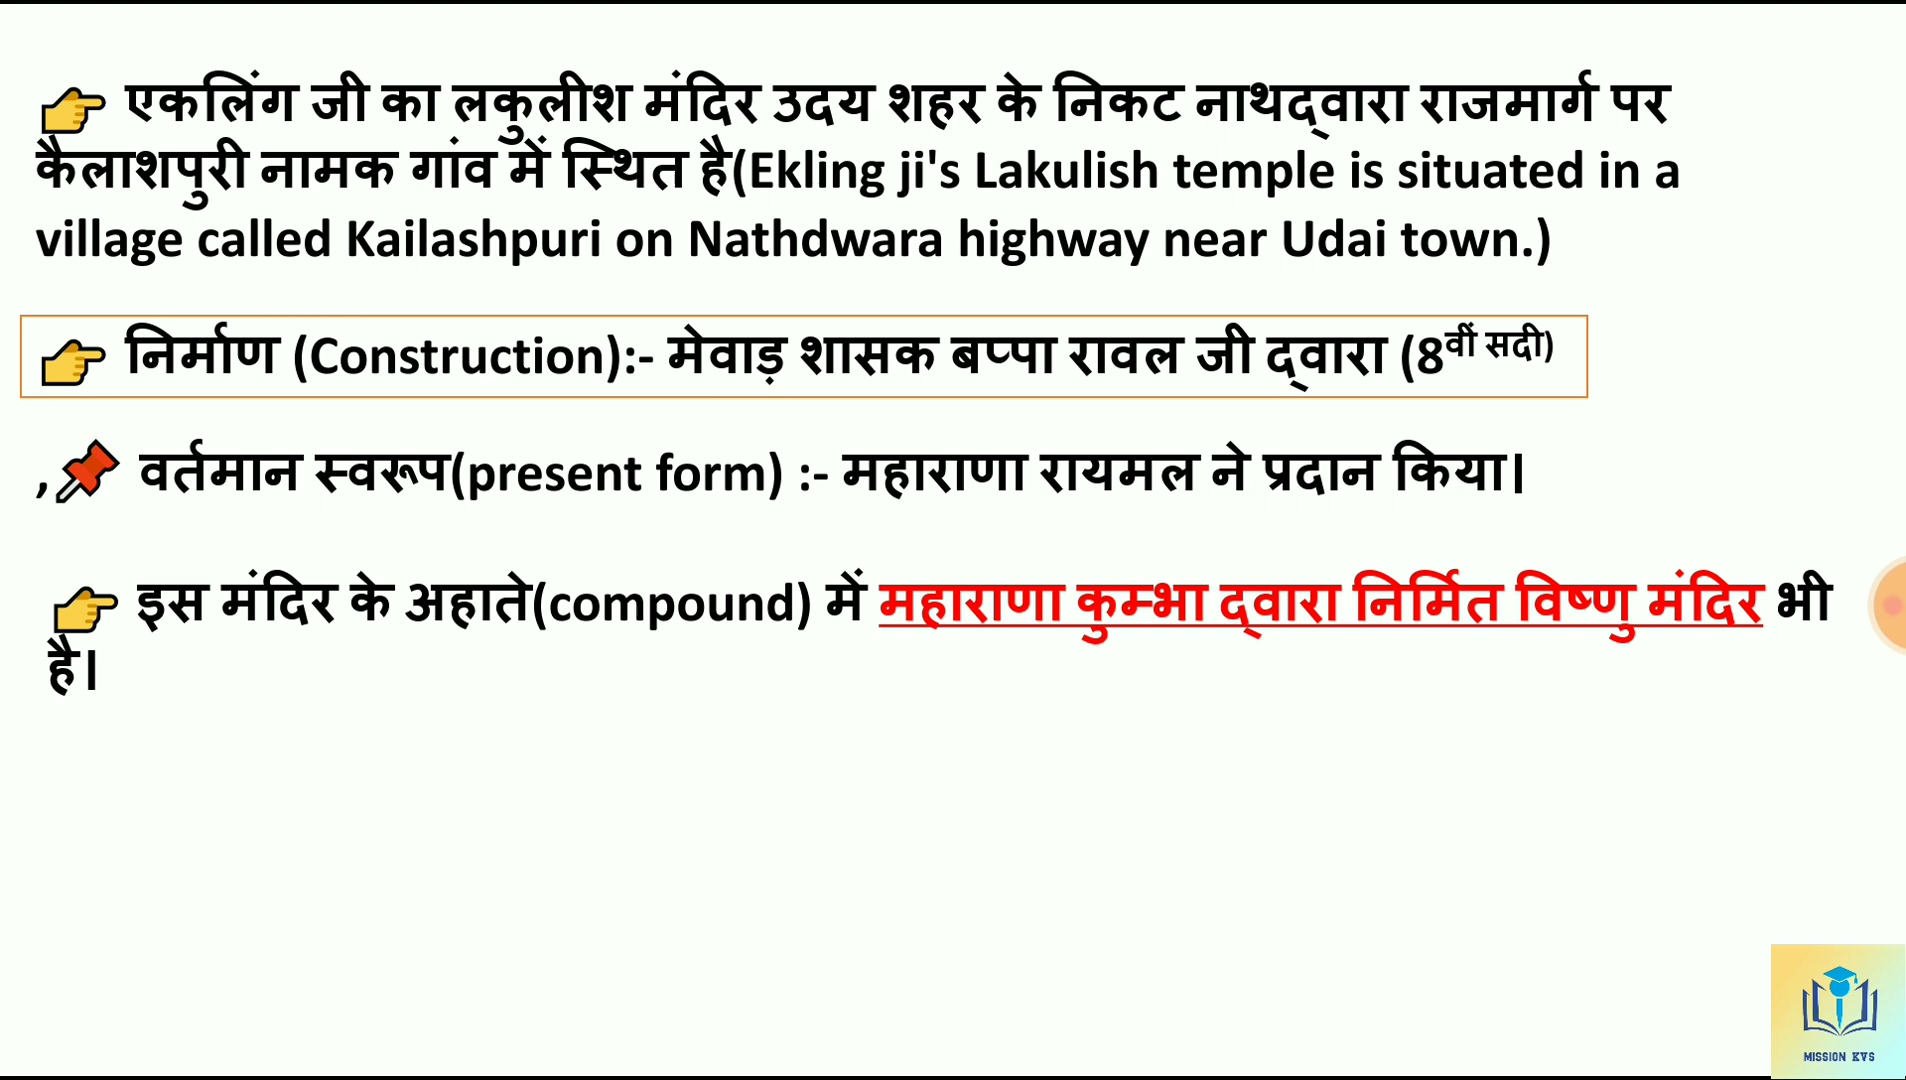 👉 एकलिंग जी का लकुलीश मंदिर उदय शहर के निकट नाथद्वारा राजमार्ग पर
कैलाशपुरी नामक गांव में स्थित है(Ekling ji's Lakulish temple is situated in a
village called Kailashpuri on Nathdwara highway near Udai town.)
👉 निर्माण (Construction):- मेवाड़ शासक बप्पा रावल जी द्वारा (8वीं सदी)
,📌 वर्तमान स्वरूप(present form) :- महाराणा रायमल ने प्रदान किया।
👉 इस मंदिर के अहाते(compound) में महाराणा कुम्भा द्वारा निर्मित विष्णु मंदिर भी
है।
MISSION KVS